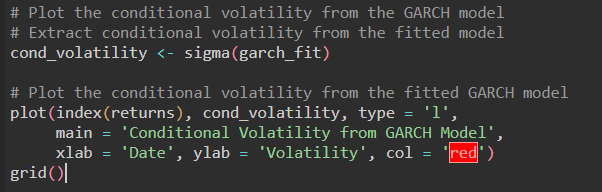 # Plot the conditional volatility from the GARCH model
# Extract conditional volatility from the fitted model
cond_volatility <- sigma(garch_fit)
# Plot the conditional volatility from the fitted GARCH model
plot(index(returns), cond_volatility, type = 'l',
main = 'Conditional Volatility from GARCH Model',
xlab = 'Date', ylab = 'Volatility', col = 'red')
grid()